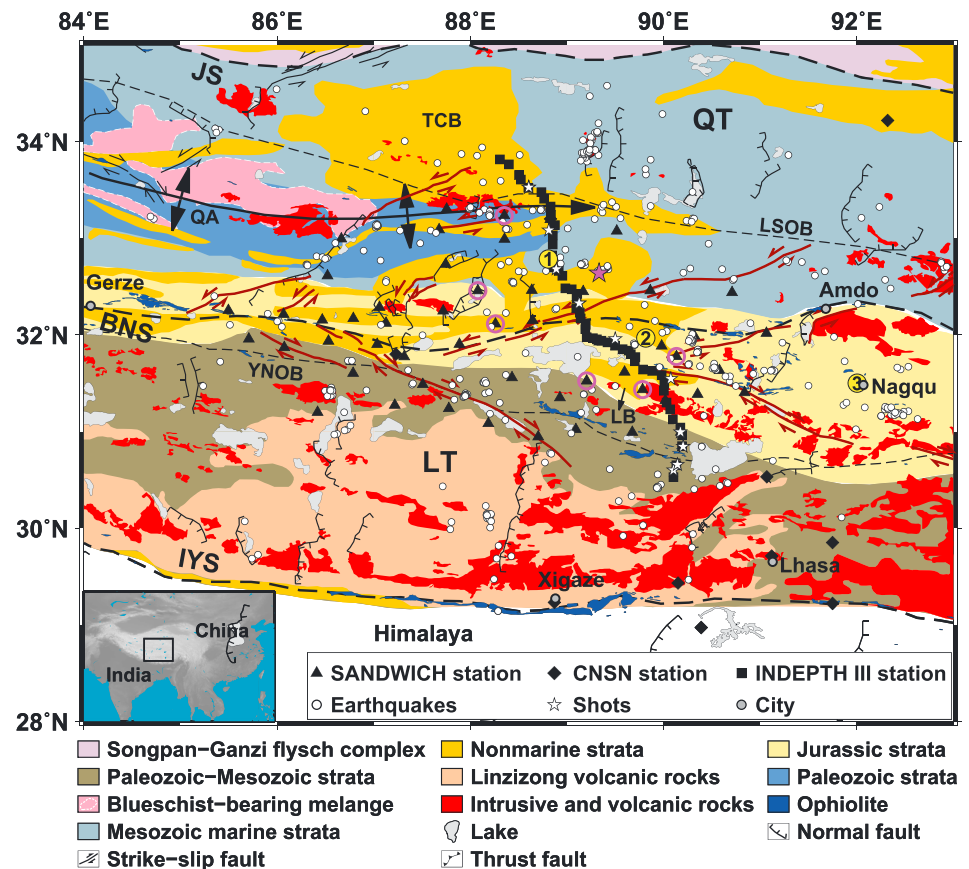 84˚E 86˚E 88˚E 90˚E 92˚E
JS
34˚N
TCB
QT
QA
LSOB
1
Gerze
Amdo
BNS
32˚N
2
YNOB
3
Nagqu
LB
LT
30˚N
IYS
Lhasa
Xigaze
China
India
Himalaya
SANDWICH station CNSN station INDEPTH III station
Earthquakes Shots City
28˚N
Songpan−Ganzi flysch complex Nonmarine strata Jurassic strata
Paleozoic−Mesozoic strata Linzizong volcanic rocks Paleozoic strata
Blueschist−bearing melange Intrusive and volcanic rocks Ophiolite
Mesozoic marine strata Lake Normal fault
Strike−slip fault Thrust fault